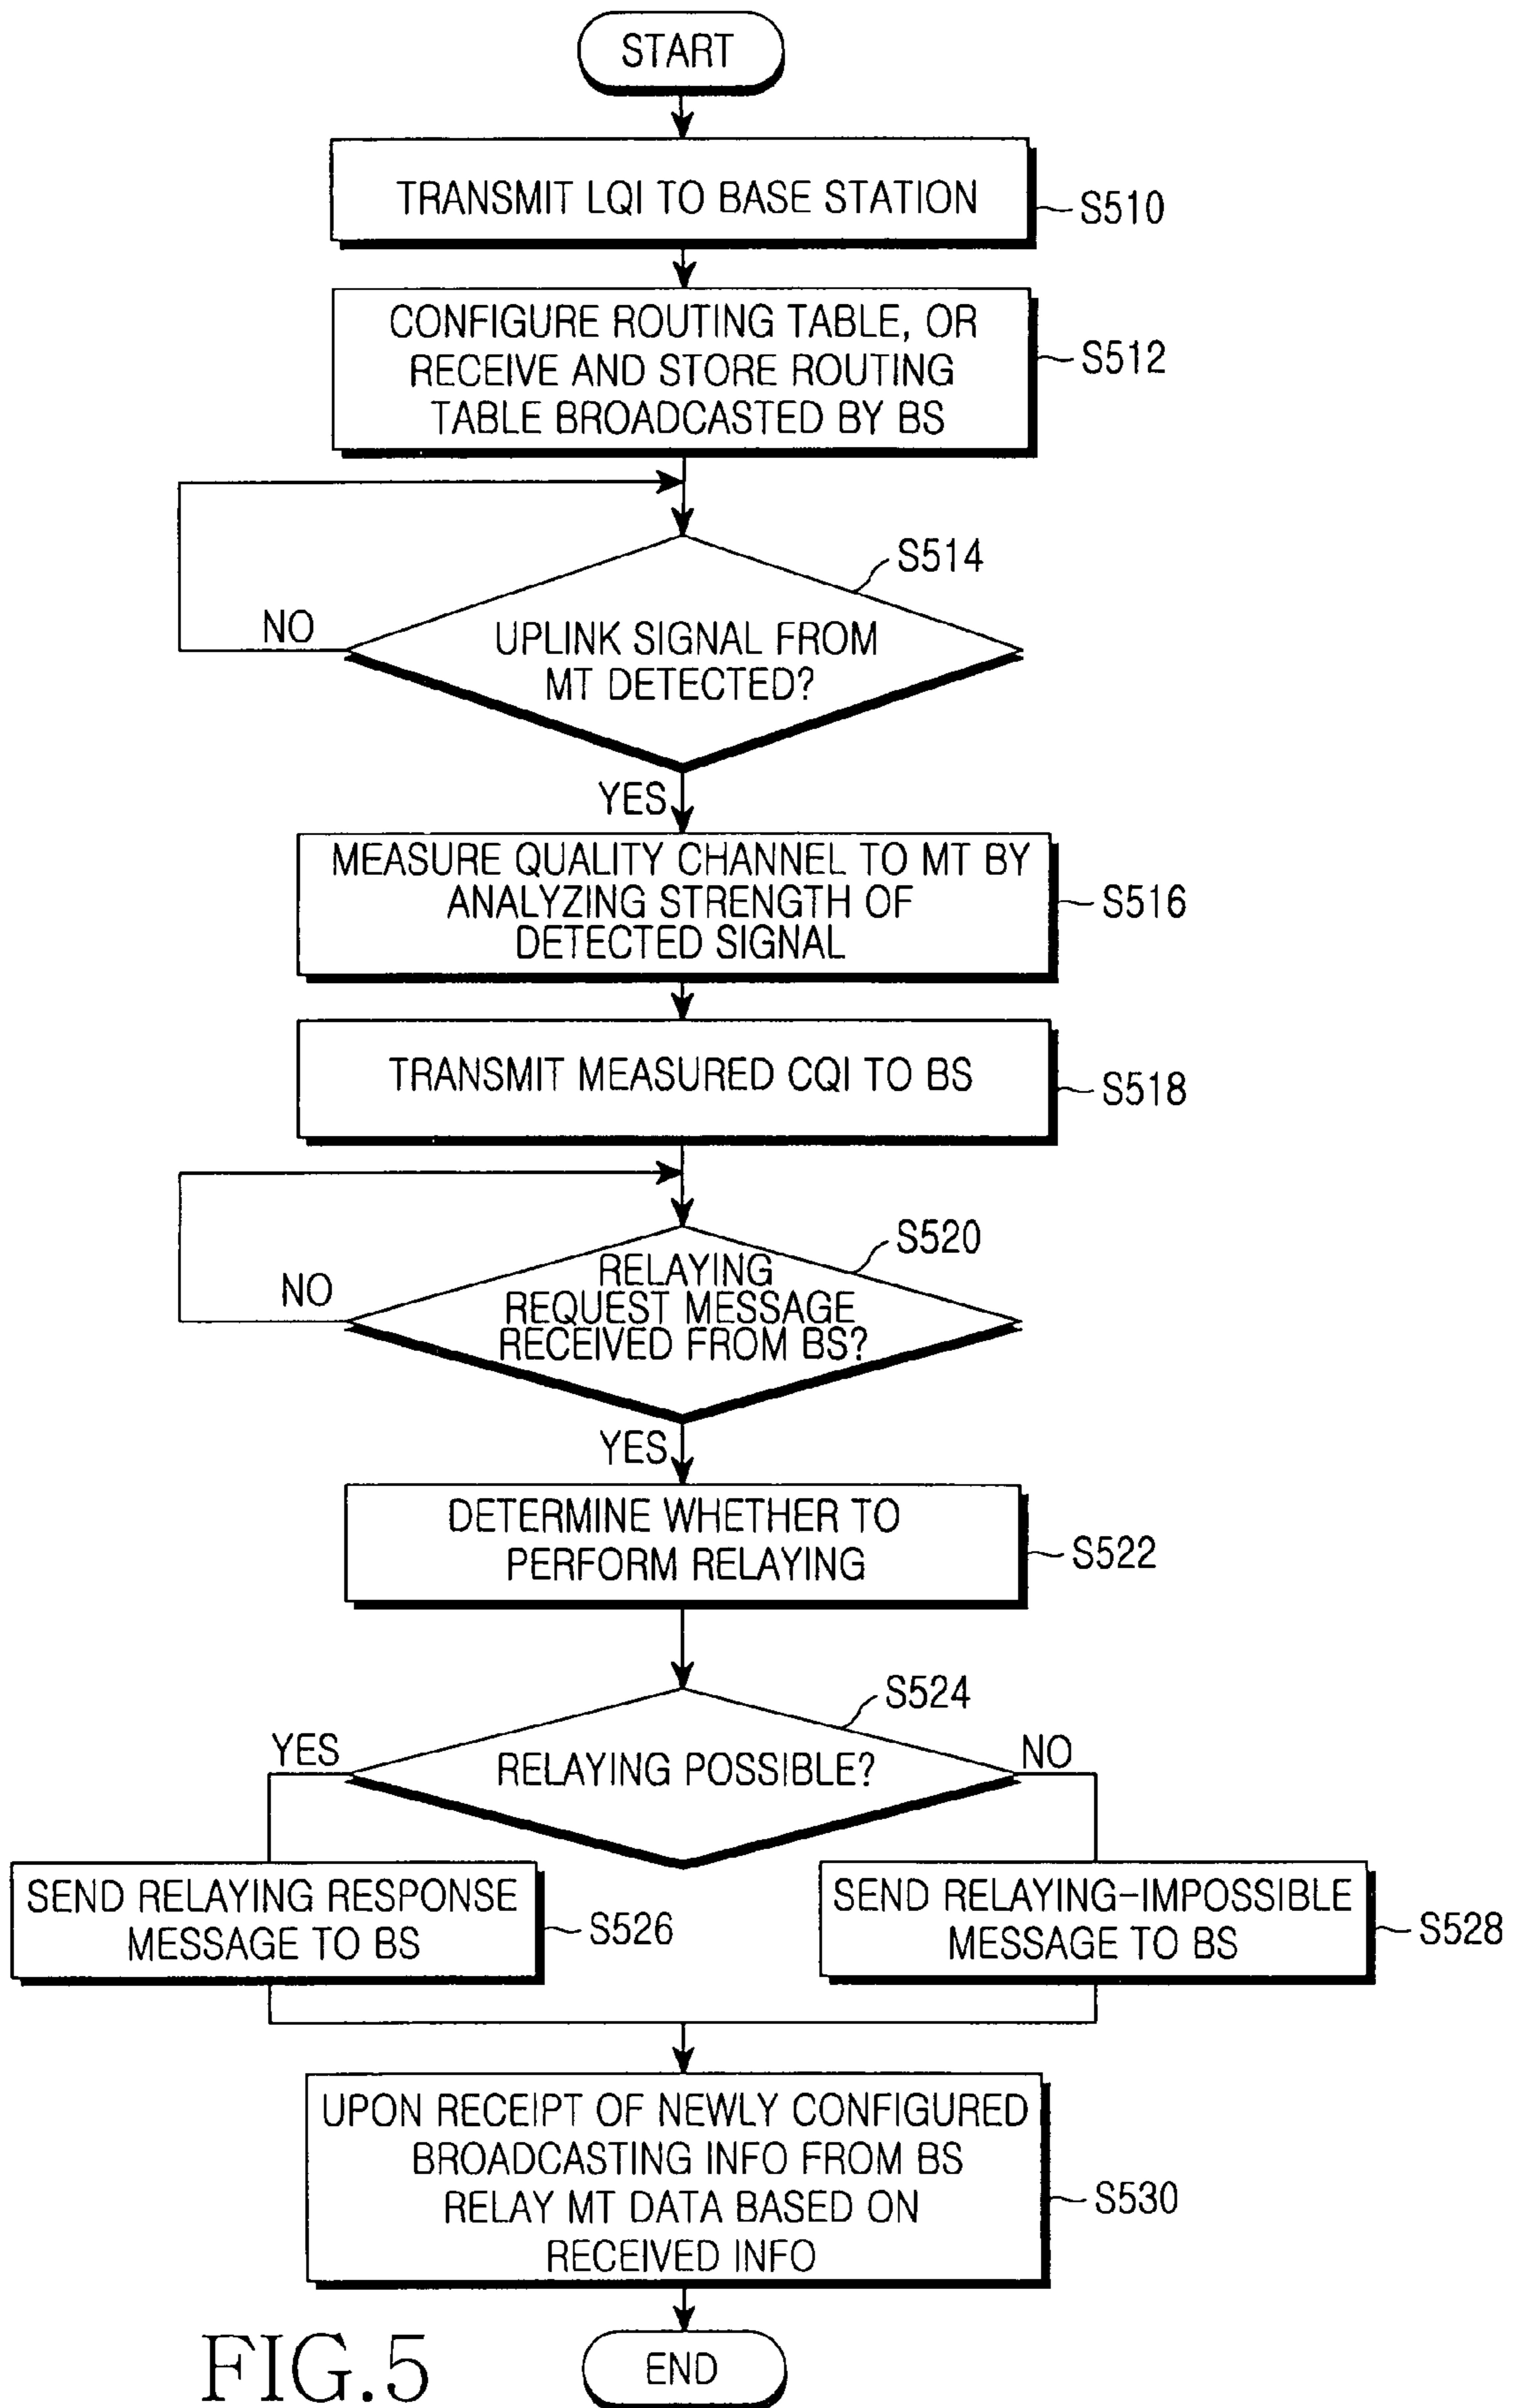 START
TRANSMIT LQI TO BASE STATION
S510
CONFIGURE ROUTING TABLE, OR
RECEIVE AND STORE ROUTING
TABLE BROADCASTED BY BS
S512
S514
NO
UPLINK SIGNAL FROM
MT DETECTED?
YES
MEASURE QUALITY CHANNEL TO MT BY
ANALYZING STRENGTH OF
DETECTED SIGNAL
S516
TRANSMIT MEASURED CQI TO BS
S518
S520
NO
RELAYING
REQUEST MESSAGE
RECEIVED FROM BS?
YES
DETERMINE WHETHER TO
PERFORM RELAYING
S522
S524
YES
RELAYING POSSIBLE?
NO
SEND RELAYING RESPONSE
MESSAGE TO BS
S526
SEND RELAYING-IMPOSSIBLE
MESSAGE TO BS
S528
UPON RECEIPT OF NEWLY CONFIGURED
BROADCASTING INFO FROM BS
RELAY MT DATA BASED ON
RECEIVED INFO
S530
END
FIG.5